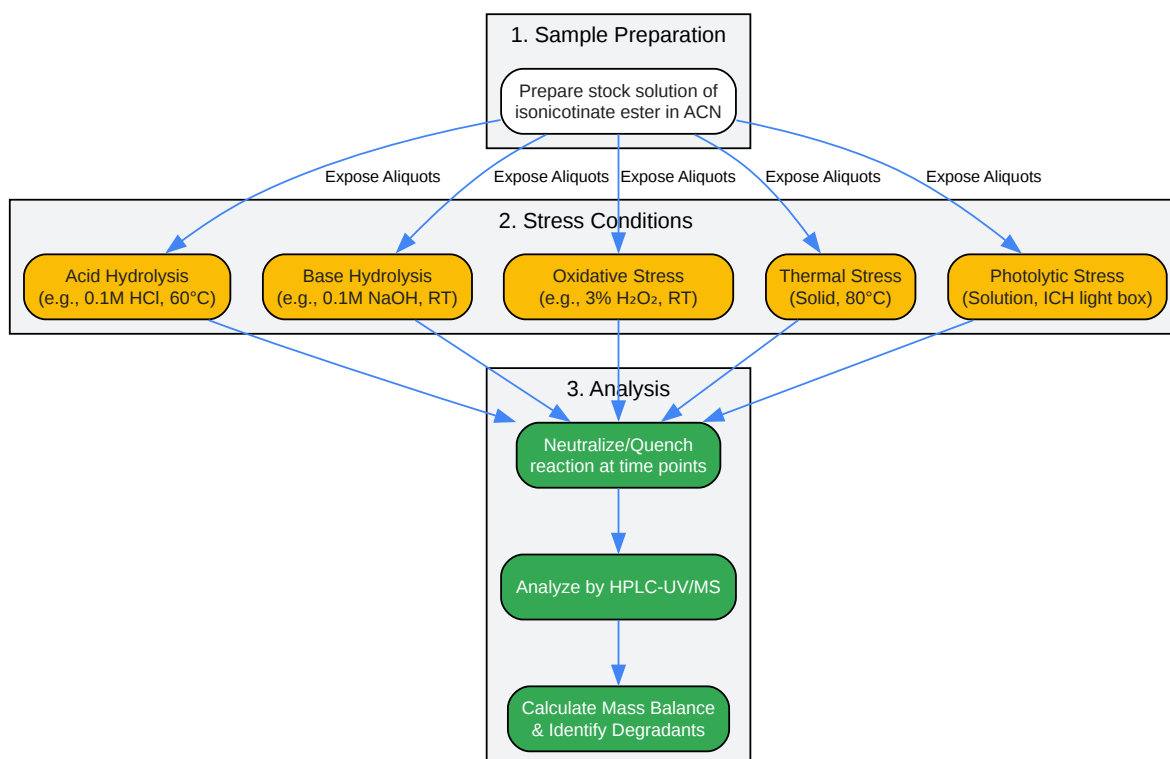 1. Sample Preparation
Prepare stock solution of
isonicotinate ester in ACN
Expose Aliquots
Expose Aliquots
Expose Aliquots
Expose Aliquots
Expose Aliquots
2. Stress Conditions
Acid Hydrolysis
(e.g., 0.1M HCl, 60°C)
Base Hydrolysis
(e.g., 0.1M NaOH, RT)
Oxidative Stress
(e.g., 3% H₂O₂, RT)
Thermal Stress
(Solid, 80°C)
Photolytic Stress
(Solution, ICH light box)
3. Analysis
Neutralize/Quench
reaction at time points
Analyze by HPLC-UV/MS
Calculate Mass Balance
& Identify Degradants